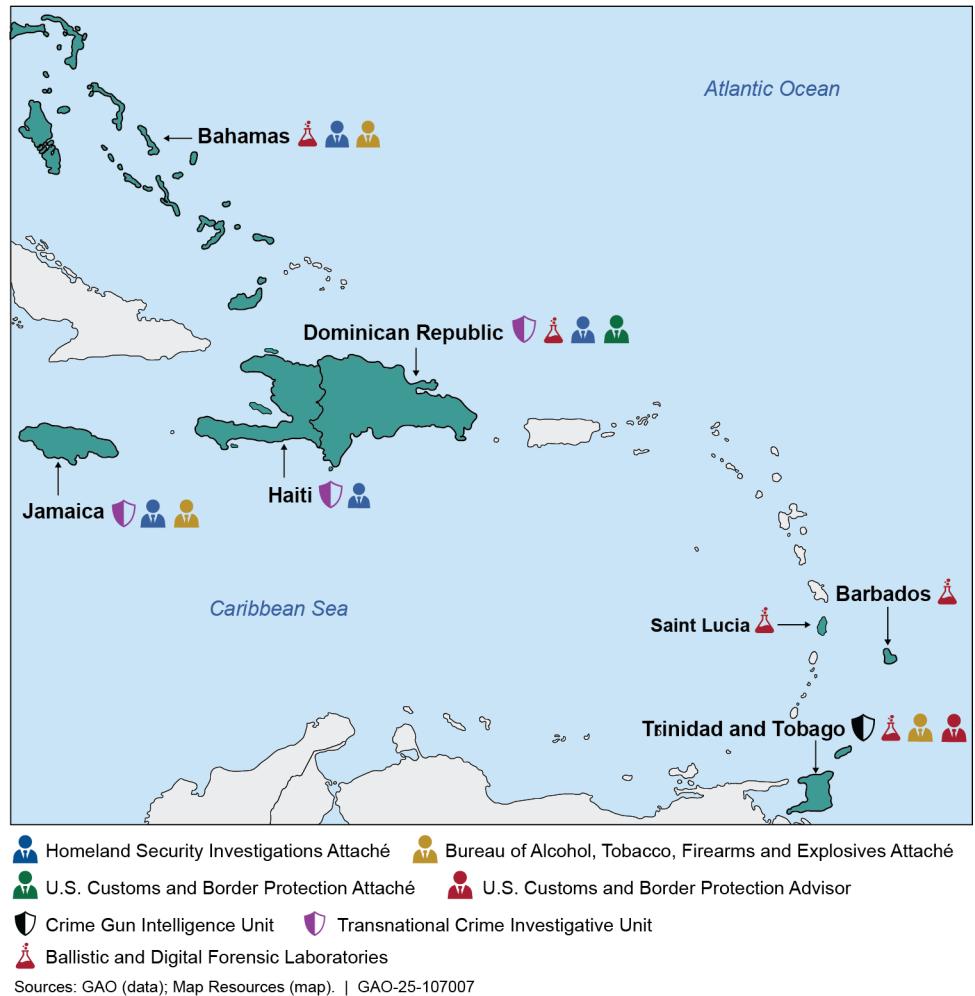 Atlantic Ocean
Bahamas
Dominican Republic
Haiti
Jamaica
Caribbean Sea
Barbados
Saint Lucia
Trinidad and Tobago
Homeland Security Investigations Attaché
Bureau of Alcohol, Tobacco, Firearms and Explosives Attaché
U.S. Customs and Border Protection Attaché
U.S. Customs and Border Protection Advisor
Crime Gun Intelligence Unit
Transnational Crime Investigative Unit
Ballistic and Digital Forensic Laboratories
Sources: GAO (data); Map Resources (map). | GAO-25-107007